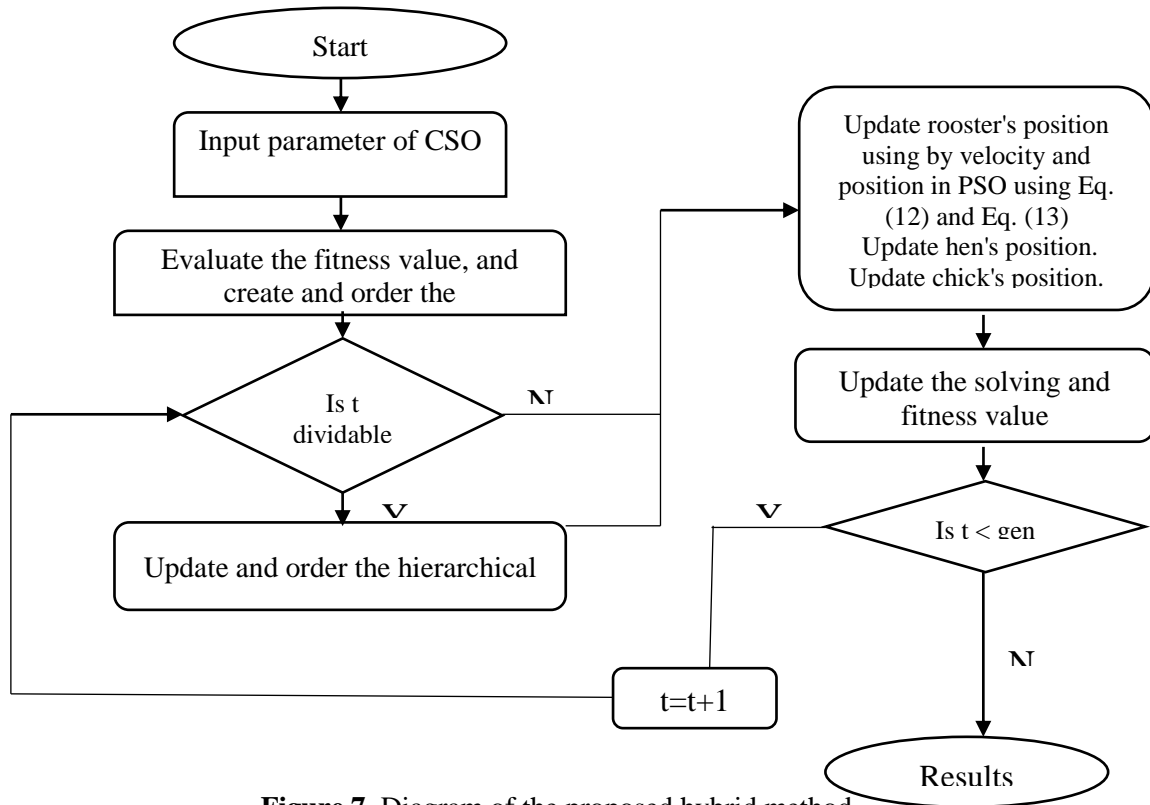 Start
Input parameter of CSO
Evaluate the fitness value, and
create and order the
Is t
dividable
N
Y
Update and order the hierarchical
t=t+1
Update rooster's position
using by velocity and
position in PSO using Eq.
(12) and Eq. (13)
Update hen's position.
Update chick's position.
Update the solving and
fitness value
Is t < gen
Y
N
Results
Figure 7. Diagram of the proposed hybrid method